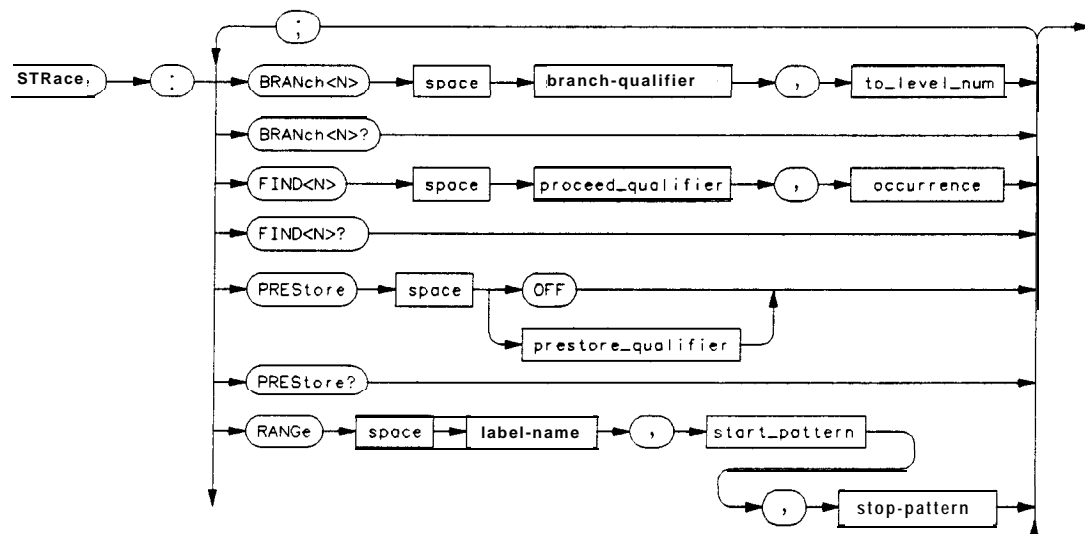 ;
STRace, : BRANch<N> space branch-qualifier , to_level_num
BRANch<N>?
FIND<N> space proceed_qualifier , occurrence
FIND<N>?
PREStore space OFF
prestore_qualifier
PREStore?
RANGe space label-name , start_pattern
, stop-pattern